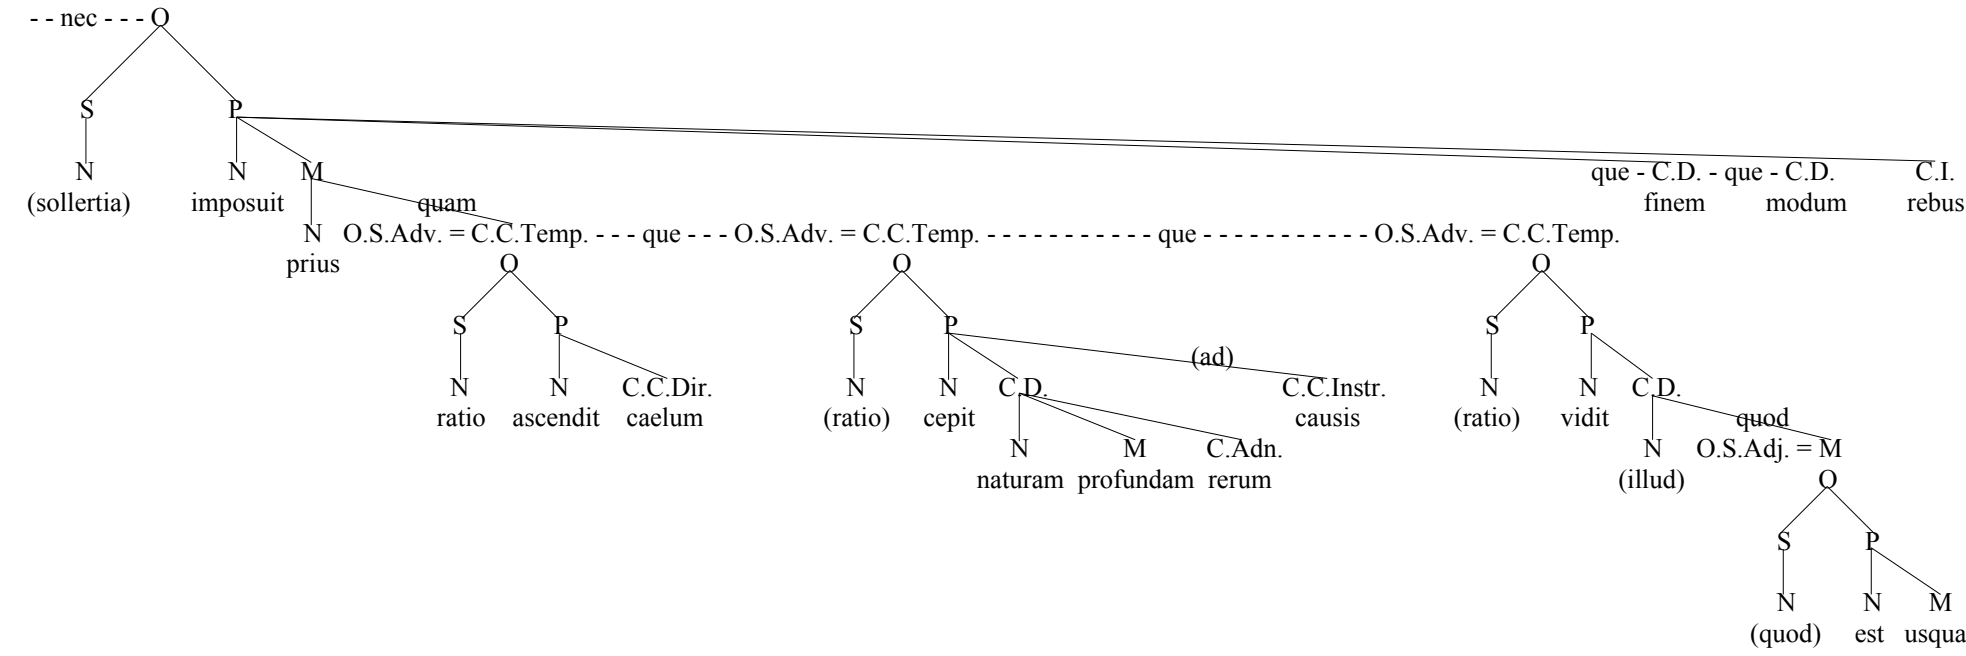 - - nec - - - O
S P
N N M que - C.D. - que - C.D. C.I.
(sollertia) imposuit quam finem modum rebus
N O.S.Adv. = C.C.Temp. - - - que - - - O.S.Adv. = C.C.Temp. - - - - - - - - - - - que - - - - - - - - - - - O.S.Adv. = C.C.Temp.
prius O O O
S P S P S P
(ad)
N N C.C.Dir. N N C.D. C.C.Instr. N N C.D.
ratio ascendit caelum (ratio) cepit causis (ratio) vidit quod
N M C.Adn. N O.S.Adj. = M
naturam profundam rerum (illud) O
S P
N N M
(quod) est usqua